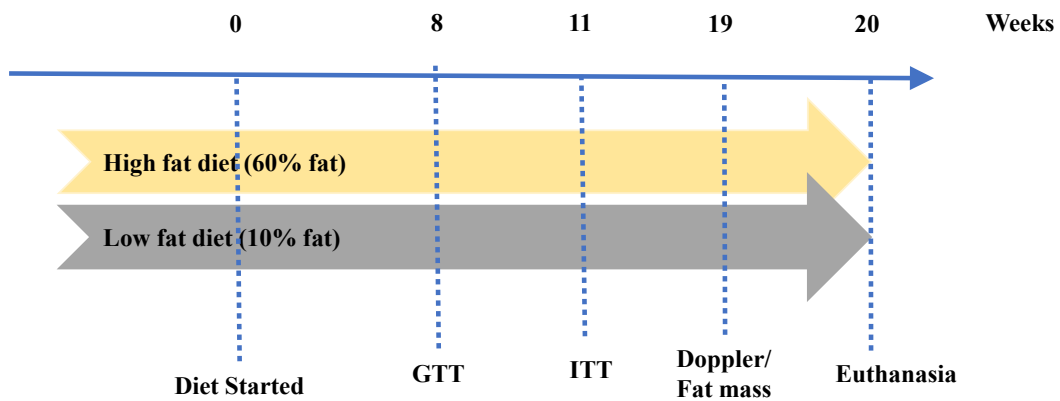 0 8 11 19 20 Weeks
High fat diet (60% fat)
Low fat diet (10% fat)
Diet Started
GTT
ITT
Doppler/
Fat mass
Euthanasia